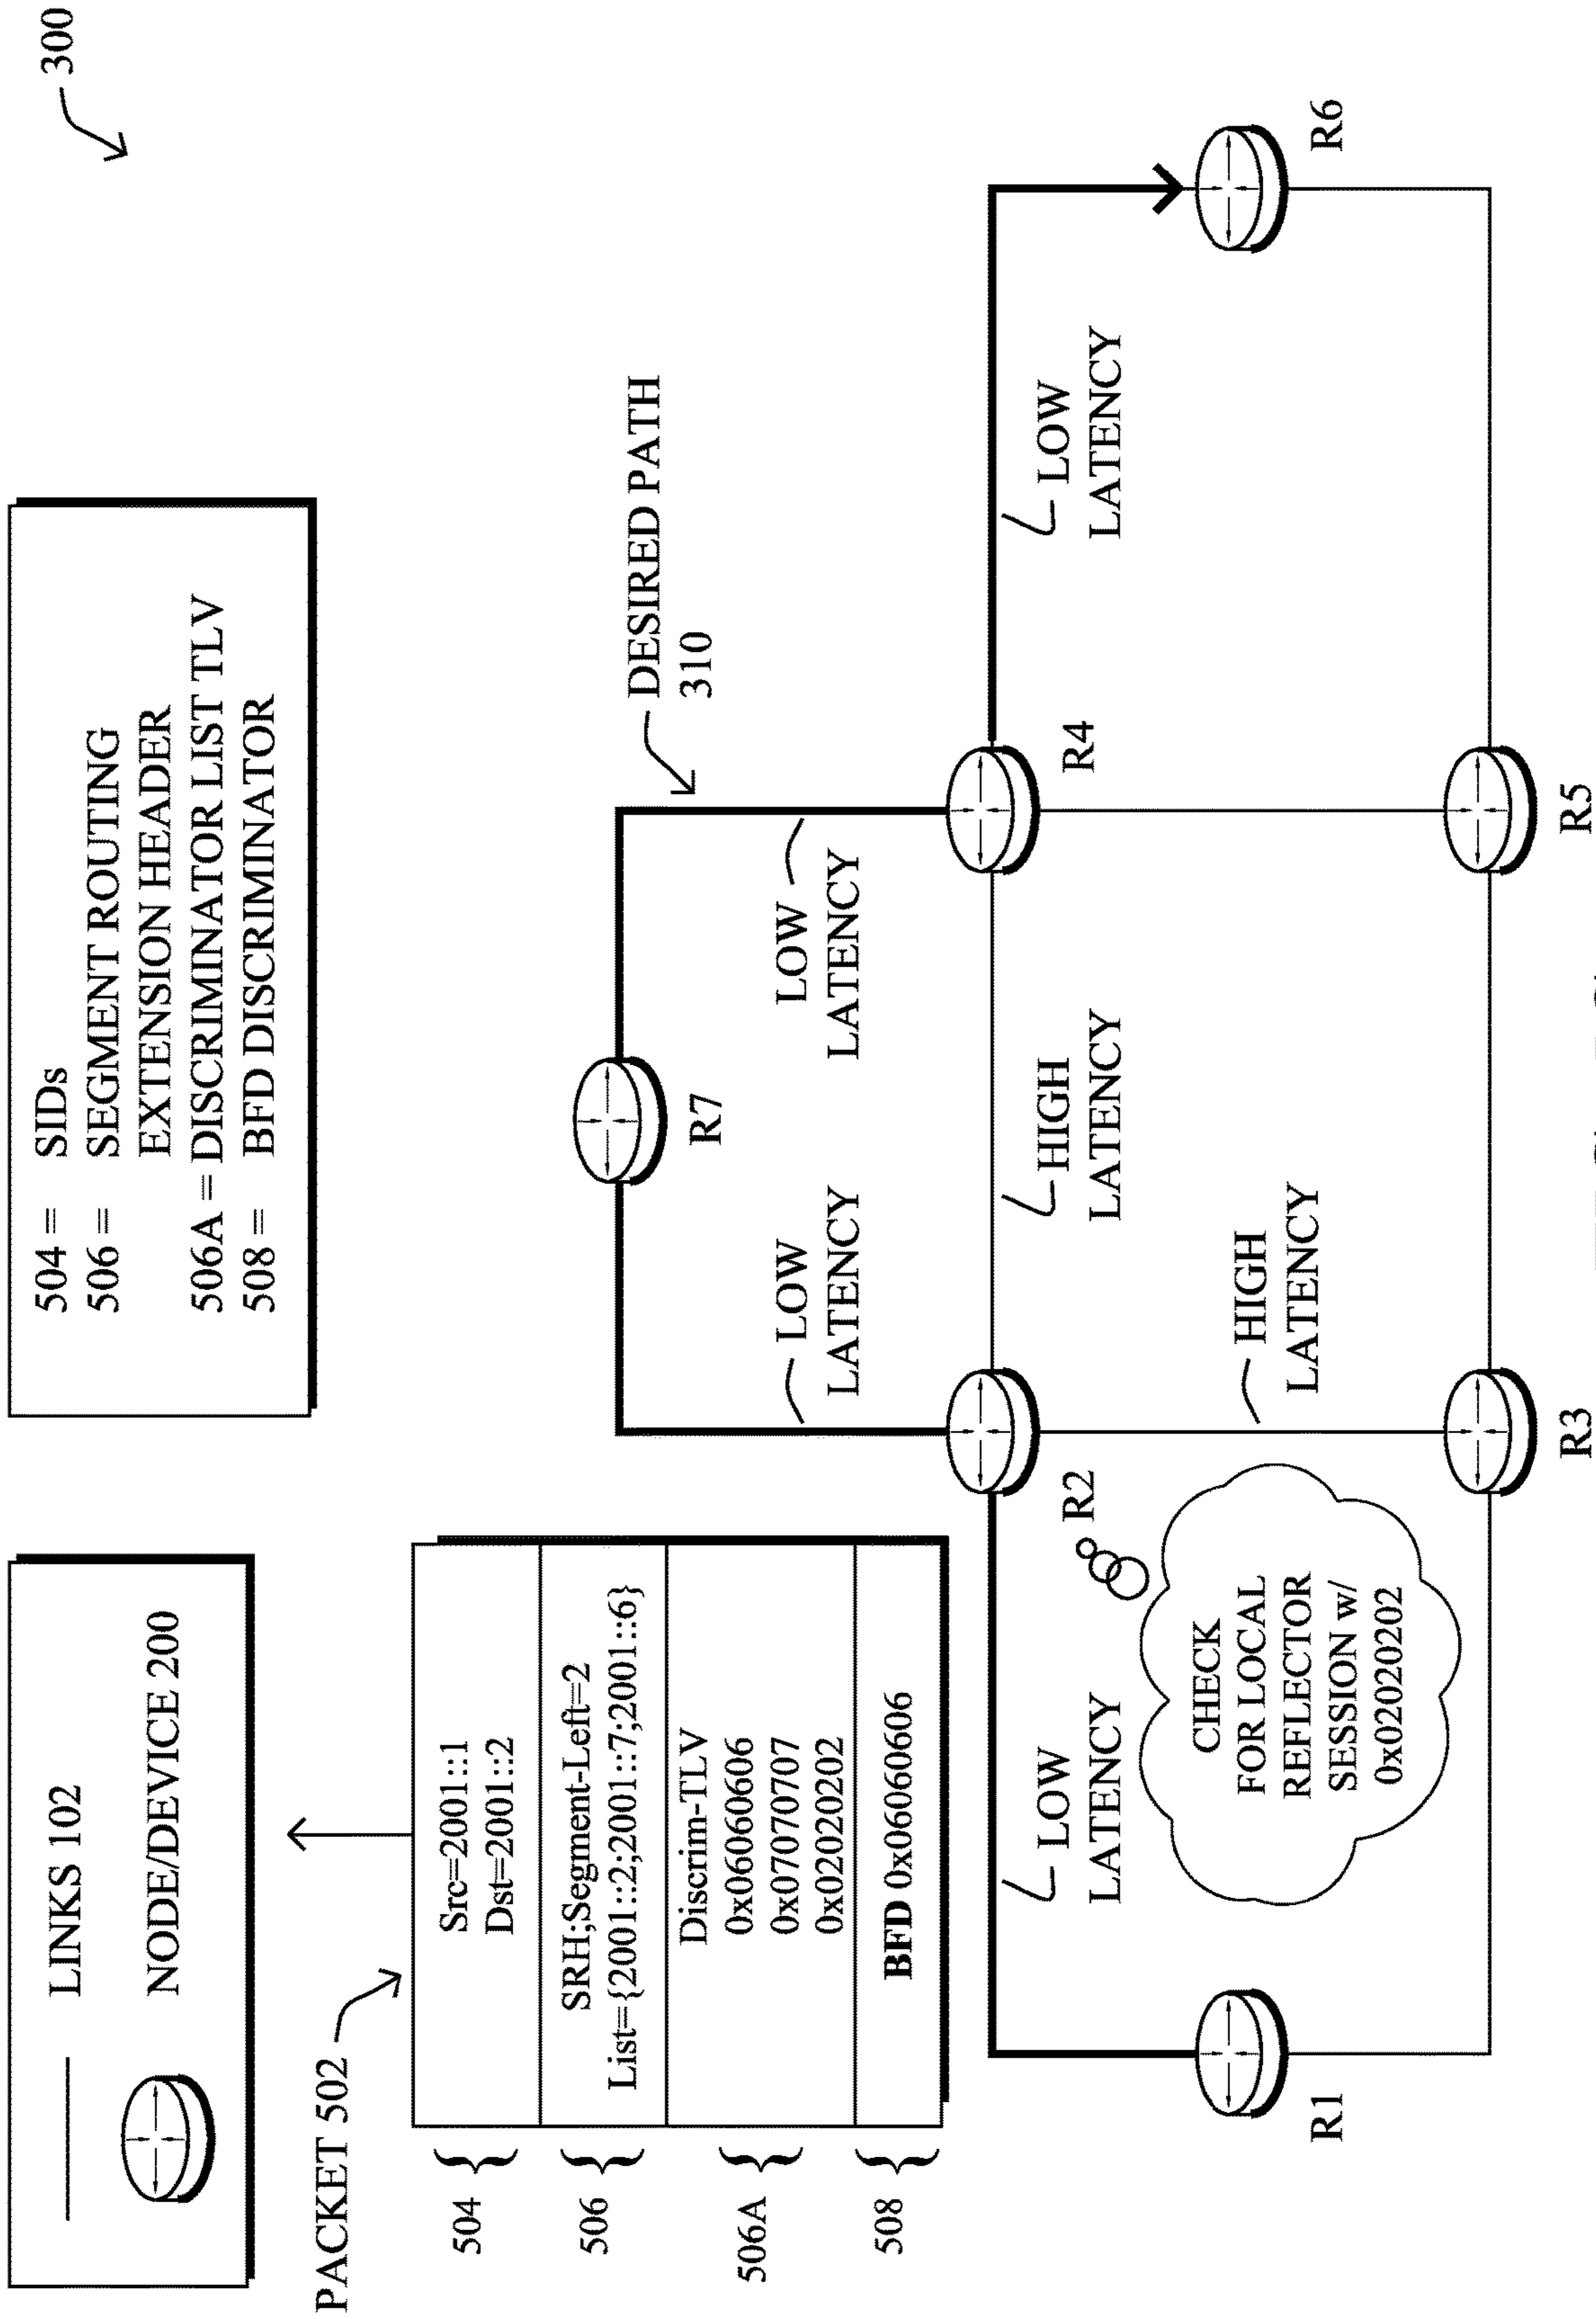 LINKS 102
NODE/DEVICE 200
504 = SIDs
506 = SEGMENT ROUTING
EXTENSION HEADER
506A = DISCRIMINATOR LIST TLV
508 = BFD DISCRIMINATOR
300
PACKET 502
504
Src=2001::1
Dst=2001::2
506
SRH;Segment-Left=2
List={2001::2;2001::7;2001::6}
506A
Discrim-TLV
0x06060606
0x07070707
0x02020202
508
BFD 0x06060606
DESIRED PATH
310
R7
LOW
LATENCY
LOW
LATENCY
LOW
LATENCY
R2
HIGH
LATENCY
R4
LOW
LATENCY
R1
CHECK
FOR LOCAL
REFLECTOR
SESSION w/
0x02020202
HIGH
LATENCY
R6
R3
R5